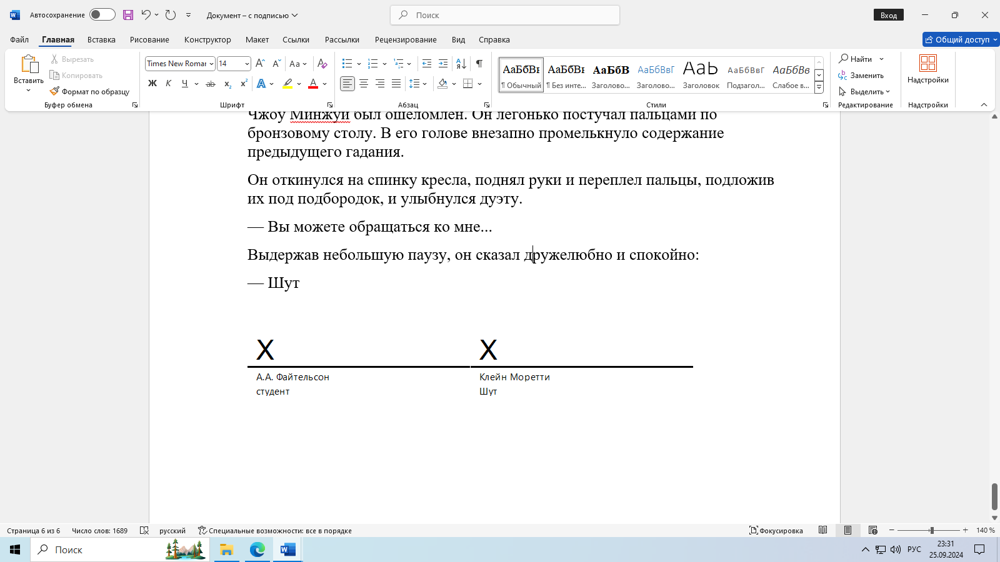 Автосохранение
Документ – с подписью
Поиск
Вход
Файл Главная Вставка Рисование Конструктор Макет Ссылки Рассылки Рецензирование Вид Справка
Общий доступ
Вставить
Вырезать
Копировать
Формат по образцу
Буфер обмена
Times New Roman 14
Aa
Ж К Ч ab x₂ x² A A
Шрифт
Абзац
АаБбВв АаБбВв АаБбВ АаБбВвГ АаЬ АаБбВвГ АаБбВв
¶ Обычный ¶ Без инте... Заголово... Заголово... Заголовок Подзагол... Слабое в...
Стили
Найти
Заменить
Выделить
Редактирование
Надстройки
Надстройки
Чжоу Минжуи был ошеломлен. Он легонько постучал пальцами по
бронзовому столу. В его голове внезапно промелькнуло содержание
предыдущего гадания.
Он откинулся на спинку кресла, поднял руки и переплел пальцы, подложив
их под подбородок, и улыбнулся дуэту.
— Вы можете обращаться ко мне...
Выдержав небольшую паузу, он сказал дружелюбно и спокойно:
— Шут
X X
А.А. Файтельсон Клейн Моретти
студент Шут
Страница 6 из 6 Число слов: 1689 русский Специальные возможности: все в порядке Фокусировка 140 %
Поиск
РУС
23:31
25.09.2024